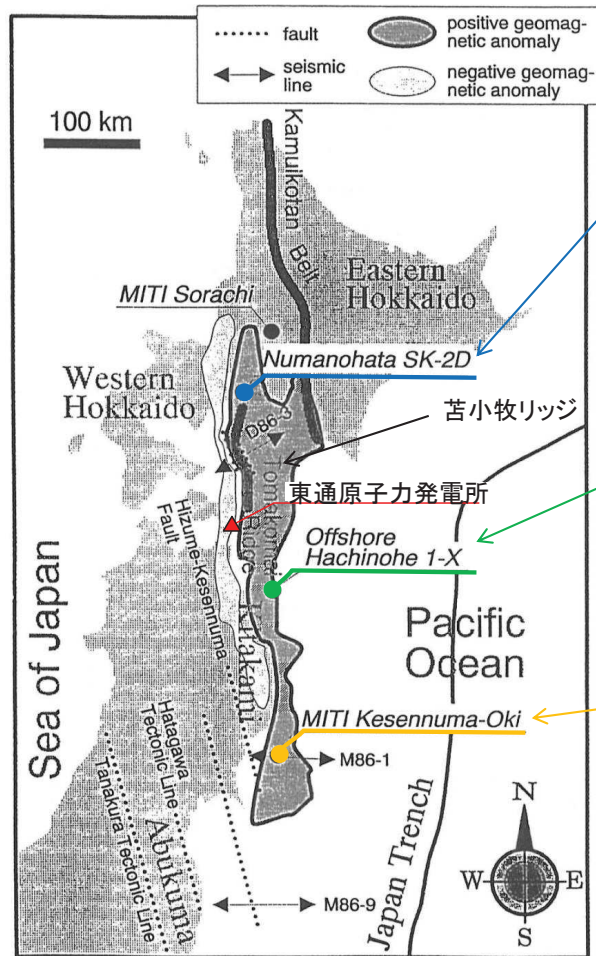 fault
positive geomag-
netic anomaly
seismic
line
negative geomag-
netic anomaly
100 km
Kamuikotan
Belt
Eastern
Hokkaido
MITI Sorachi
Numanohata SK-2D
Western
Hokkaido
D86-3
苫小牧リッジ
Tomakomai
Ridge
東通原子力発電所
Hizume-Kesennuma
Fault
Offshore
Hachinohe 1-X
Kitakami
Sea of Japan
Pacific
Ocean
MITI Kesennuma-Oki
M86-1
Hatagawa
Tectonic Line
Tanakura Tectonic Line
Abukuma
M86-9
Japan Trench
N
W
E
S